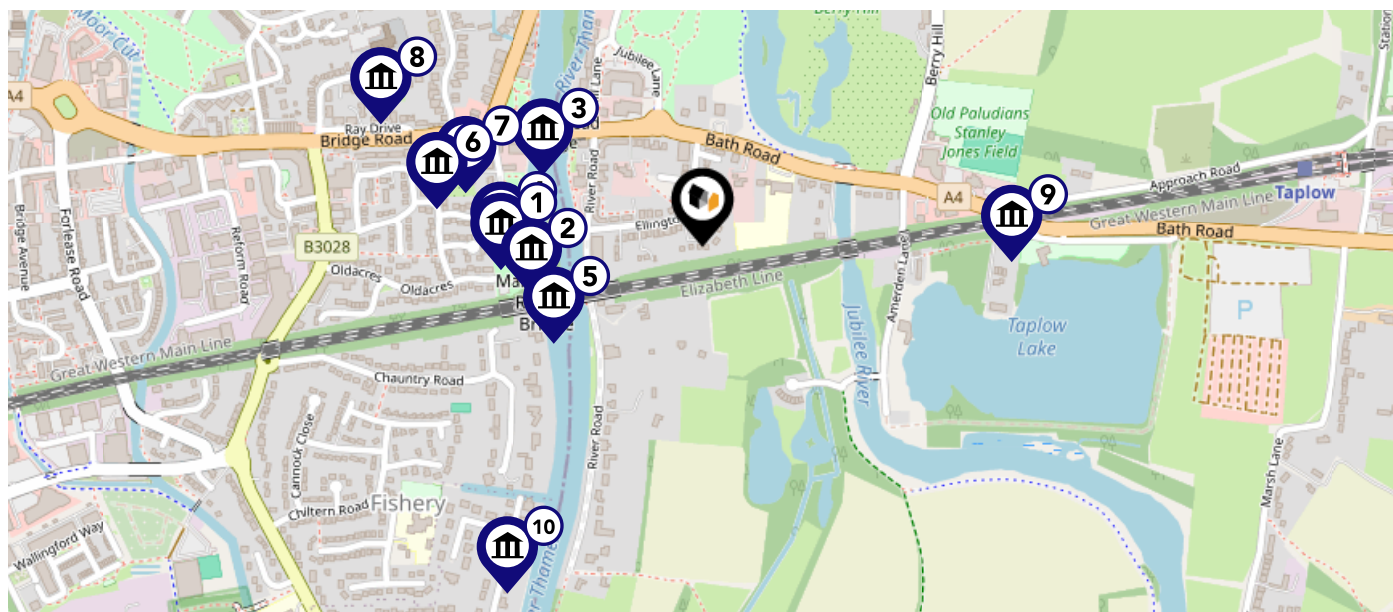 Moor Cut
Berry Hill
River Thames
Jubilee Lane
Berry Hill
Station
A4
8
Old Paludians
Stanley
Jones Field
3
7
6
Ray Drive
Bridge Road
Bath Road
Approach Road
Taplow
A4
9
Great Western Main Line
Bath Road
1
2
River Road
Forlease Road
Bridge Avenue
Reform Road
B3028
Oldacres
Oldacres
5
Elizabeth Line
Amerden Lane
Jubilee River
Taplow
Lake
P
Great Western Main Line
Chauntry Road
Cannock Close
River Road
Fishery
Chiltern Road
Marsh Lane
Wallingford Way
10